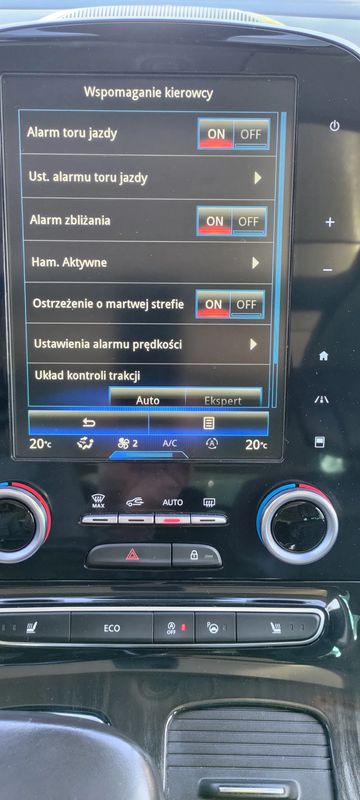 Wspomaganie kierowcy
Alarm toru jazdy ON OFF
Ust. alarmu toru jazdy
Alarm zbliżania ON OFF
Ham. Aktywne
Ostrzeżenie o martwej strefie ON OFF
Ustawienia alarmu prędkości
Układ kontroli trakcji
Auto Ekspert
20°C 2 A/C A 20°C
MAX AUTO
ECO A OFF P